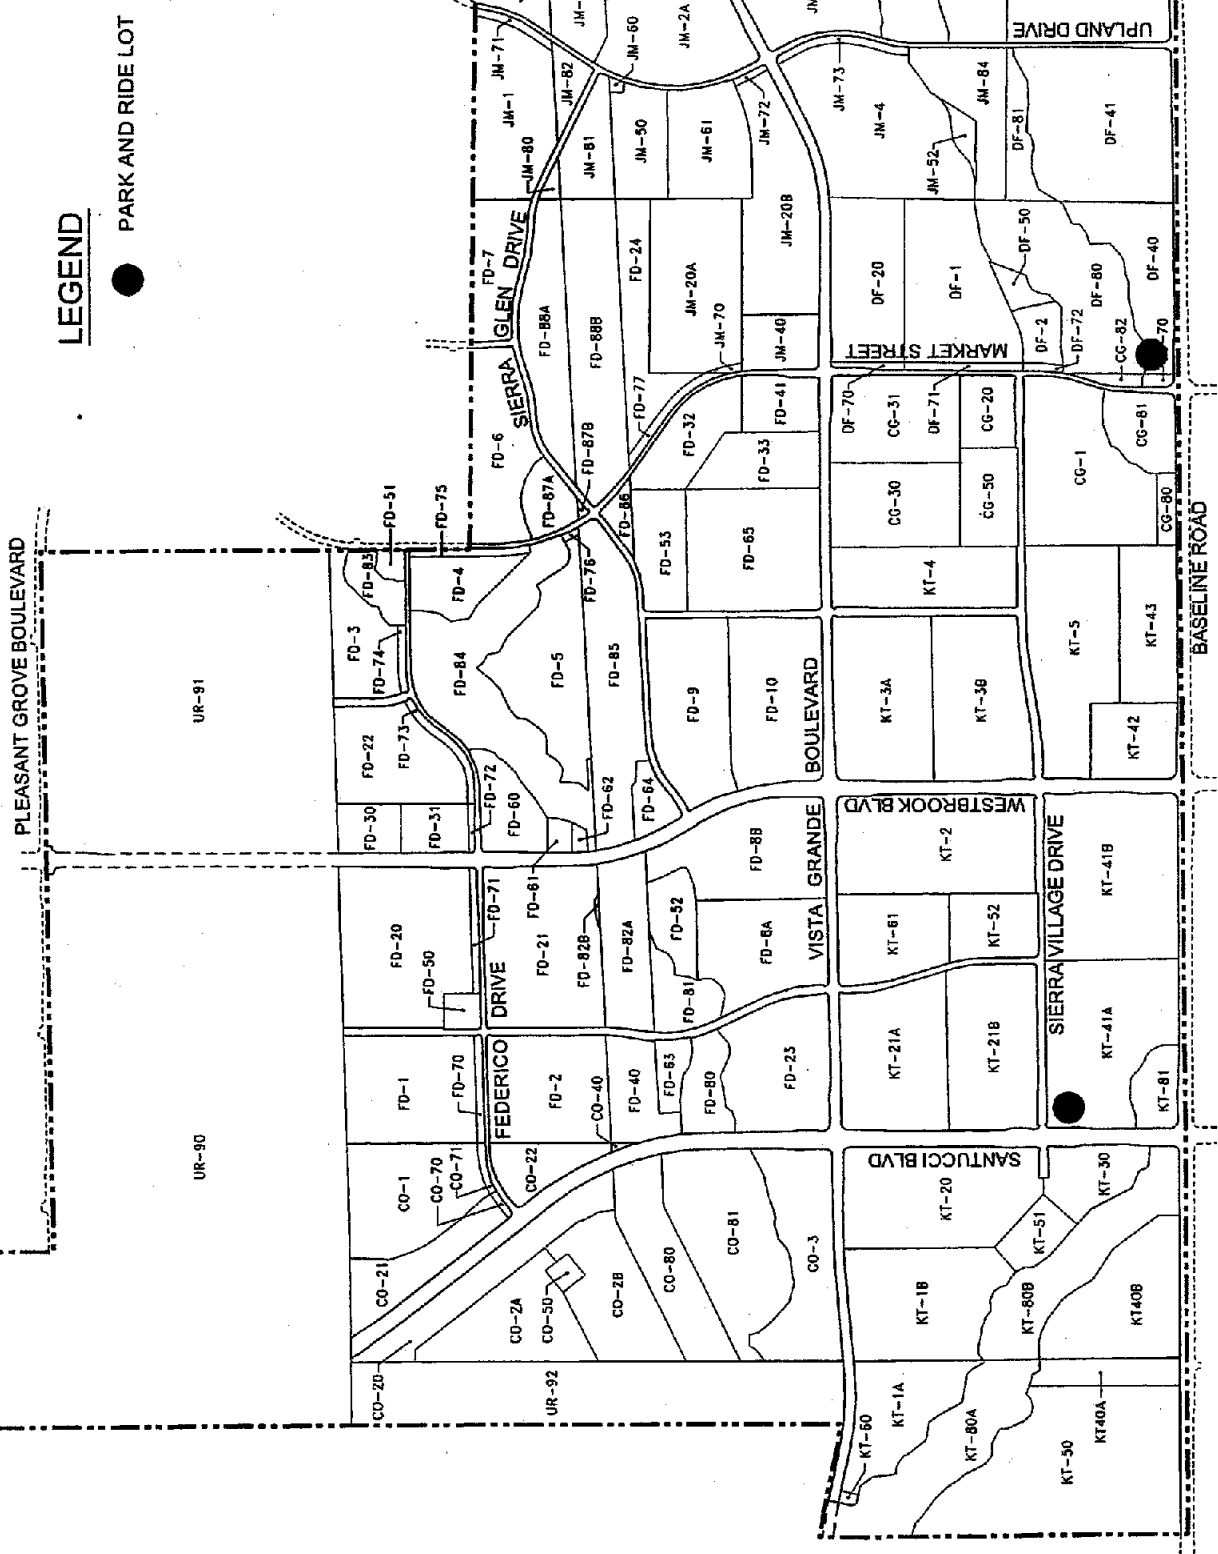 LEGEND
PARK AND RIDE LOT
PLEASANT GROVE BOULEVARD
UPLAND DRIVE
SIERRA GLEN DRIVE
MARKET STREET
BASELINE ROAD
VISTA GRANDE BOULEVARD
WESTBROOK BLVD
SIERRA VILLAGE DRIVE
FEDERICO DRIVE
SANTUCCI BLVD
UR-91
UR-90
UR-92
JM-71
JM-1
JM-82
JM-60
JM-2A
JM-80
JM-81
JM-50
JM-61
JM-72
JM-73
JM-4
JM-84
JM-52
DF-81
DF-41
JM-20B
JM-20A
JM-70
JM-40
DF-20
DF-1
DF-50
DF-80
DF-40
DF-2
DF-72
CG-82
DF-70
DF-71
FD-7
FD-88A
FD-88B
FD-24
FD-6
FD-77
FD-87B
FD-87A
FD-86
FD-32
FD-41
FD-33
FD-53
FD-65
CG-31
CG-20
CG-30
CG-50
CG-1
CG-81
CG-80
FD-51
FD-75
FD-83
FD-3
FD-74
FD-4
FD-76
FD-84
FD-5
FD-85
FD-9
FD-10
KT-4
KT-3A
KT-3B
KT-5
KT-43
KT-42
FD-22
FD-73
FD-30
FD-31
FD-72
FD-60
FD-62
FD-64
FD-61
FD-8B
KT-2
KT-41B
FD-20
FD-50
FD-71
FD-21
FD-82B
FD-82A
FD-52
FD-8A
FD-81
KT-61
KT-52
FD-1
FD-70
FD-2
CO-40
FD-40
FD-63
FD-80
FD-23
KT-21A
KT-21B
KT-41A
KT-81
CO-1
CO-70
CO-71
CO-22
CO-21
CO-20
CO-2A
CO-50
CO-2B
CO-80
CO-81
CO-3
KT-20
KT-30
KT-51
KT-1B
KT-80B
KT40B
KT-1A
KT-60
KT-80A
KT-50
KT40A